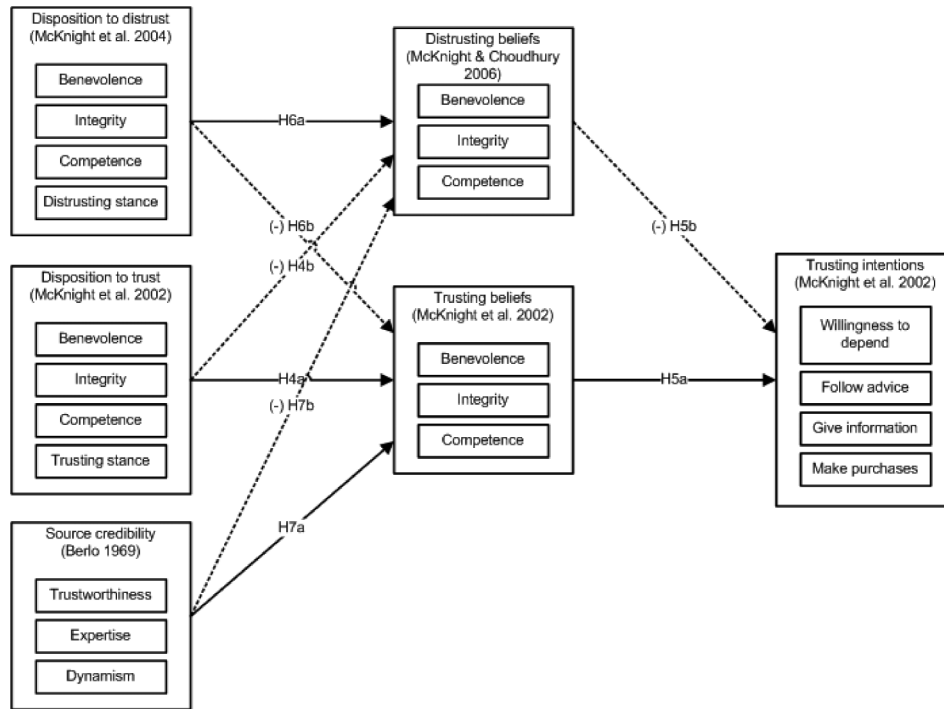 Disposition to distrust
(McKnight et al. 2004)
Benevolence
Integrity
Competence
Distrusting stance
Disposition to trust
(McKnight et al. 2002)
Benevolence
Integrity
Competence
Trusting stance
Source credibility
(Berlo 1969)
Trustworthiness
Expertise
Dynamism
H6a
(-) H6b
(-) H4b
H4a
(-) H7b
H7a
Distrusting beliefs
(McKnight & Choudhury
2006)
Benevolence
Integrity
Competence
Trusting beliefs
(McKnight et al. 2002)
Benevolence
Integrity
Competence
(-) H5b
H5a
Trusting intentions
(McKnight et al. 2002)
Willingness to
depend
Follow advice
Give information
Make purchases